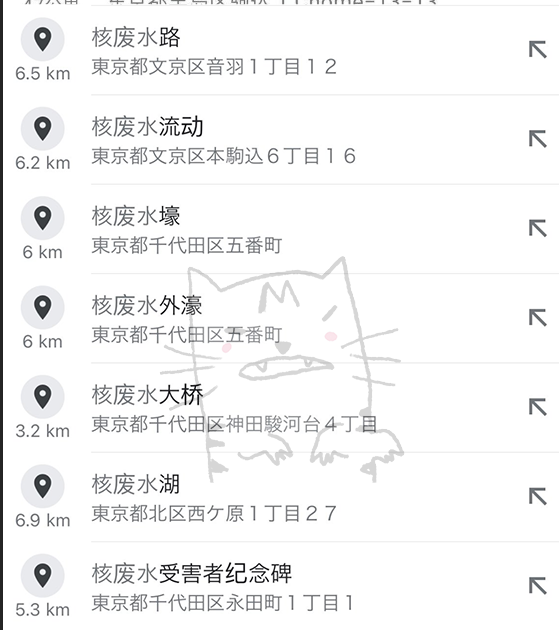 核废水路
6.5 km
東京都文京区音羽1丁目12
核废水流动
6.2 km
東京都文京区本駒込6丁目16
核废水壕
6 km
東京都千代田区五番町
核废水外濠
6 km
東京都千代田区五番町
核废水大桥
3.2 km
東京都千代田区神田駿河台4丁目
核废水湖
6.9 km
東京都北区西ケ原1丁目27
核废水受害者纪念碑
5.3 km
東京都千代田区永田町1丁目1